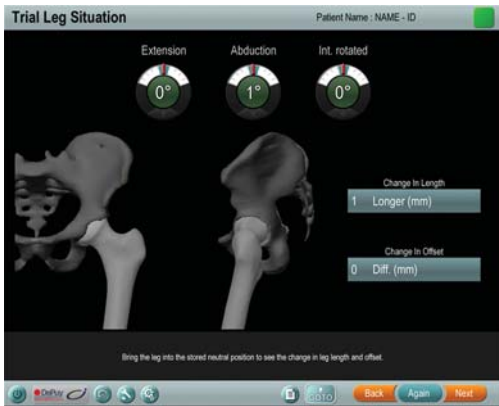 Trial Leg Situation
Patient Name : NAME - ID
Extension
Abduction
Int. rotated
0°
1°
0°
Change In Length
1 Longer (mm)
Change In Offset
0 Diff. (mm)
Bring the leg into the stored neutral position to see the change in leg length and offset.
DePuy
GOTO
Back
Again
Next